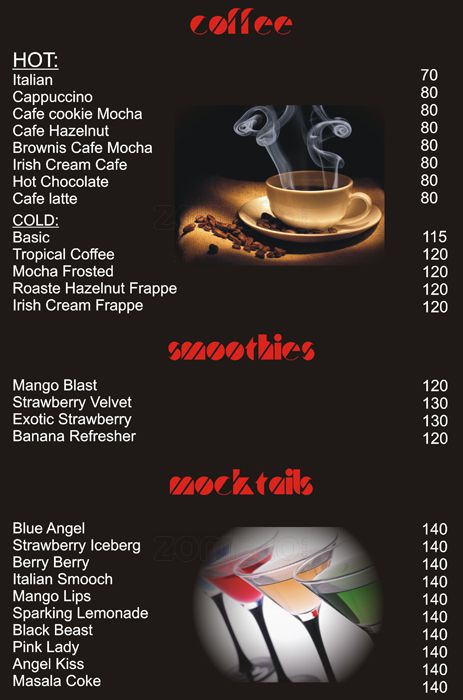 coffee
HOT:
Italian 70
Cappuccino 80
Cafe cookie Mocha 80
Cafe Hazelnut 80
Brownis Cafe Mocha 80
Irish Cream Cafe 80
Hot Chocolate 80
Cafe latte 80
COLD:
Basic 115
Tropical Coffee 120
Mocha Frosted 120
Roaste Hazelnut Frappe 120
Irish Cream Frappe 120
smoothies
Mango Blast 120
Strawberry Velvet 130
Exotic Strawberry 130
Banana Refresher 120
mocktails
Blue Angel 140
Strawberry Iceberg 140
Berry Berry 140
Italian Smooch 140
Mango Lips 140
Sparking Lemonade 140
Black Beast 140
Pink Lady 140
Angel Kiss 140
Masala Coke 140